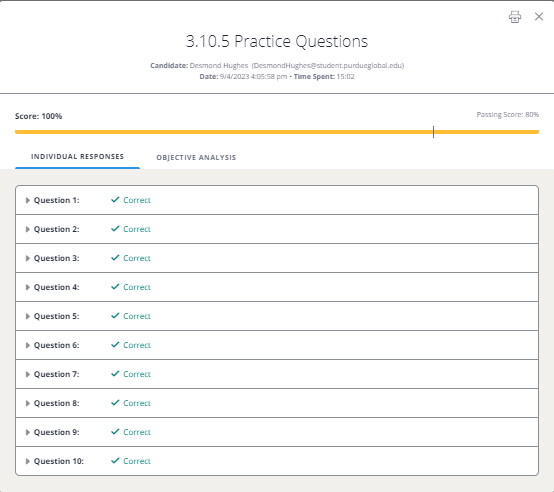 3.10.5 Practice Questions
Candidate: Desmond Hughes (DesmondHughes@student.purdueglobal.edu)
Date: 9/4/2023 4:05:58 pm • Time Spent: 15:02
Score: 100%
Passing Score: 80%
INDIVIDUAL RESPONSES
OBJECTIVE ANALYSIS
Question 1: Correct
Question 2: Correct
Question 3: Correct
Question 4: Correct
Question 5: Correct
Question 6: Correct
Question 7: Correct
Question 8: Correct
Question 9: Correct
Question 10: Correct